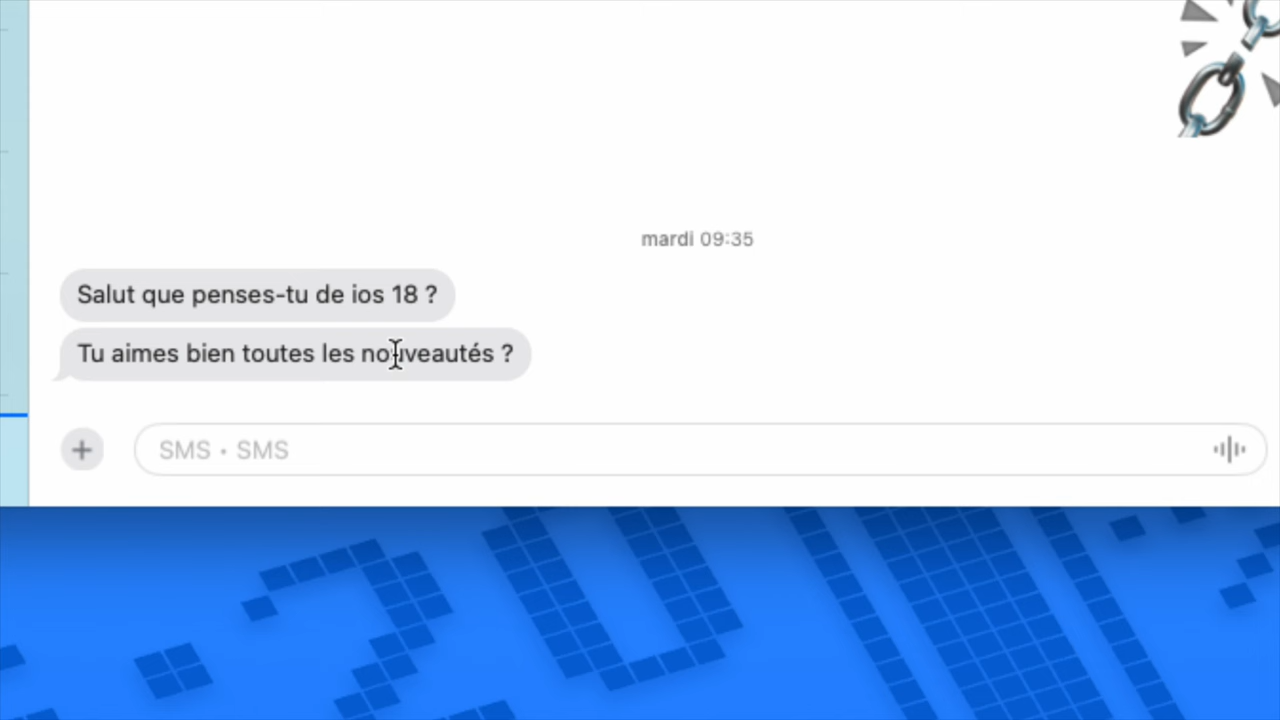 mardi 09:35
Salut que penses-tu de ios 18 ?
Tu aimes bien toutes les nouveautés ?
SMS • SMS